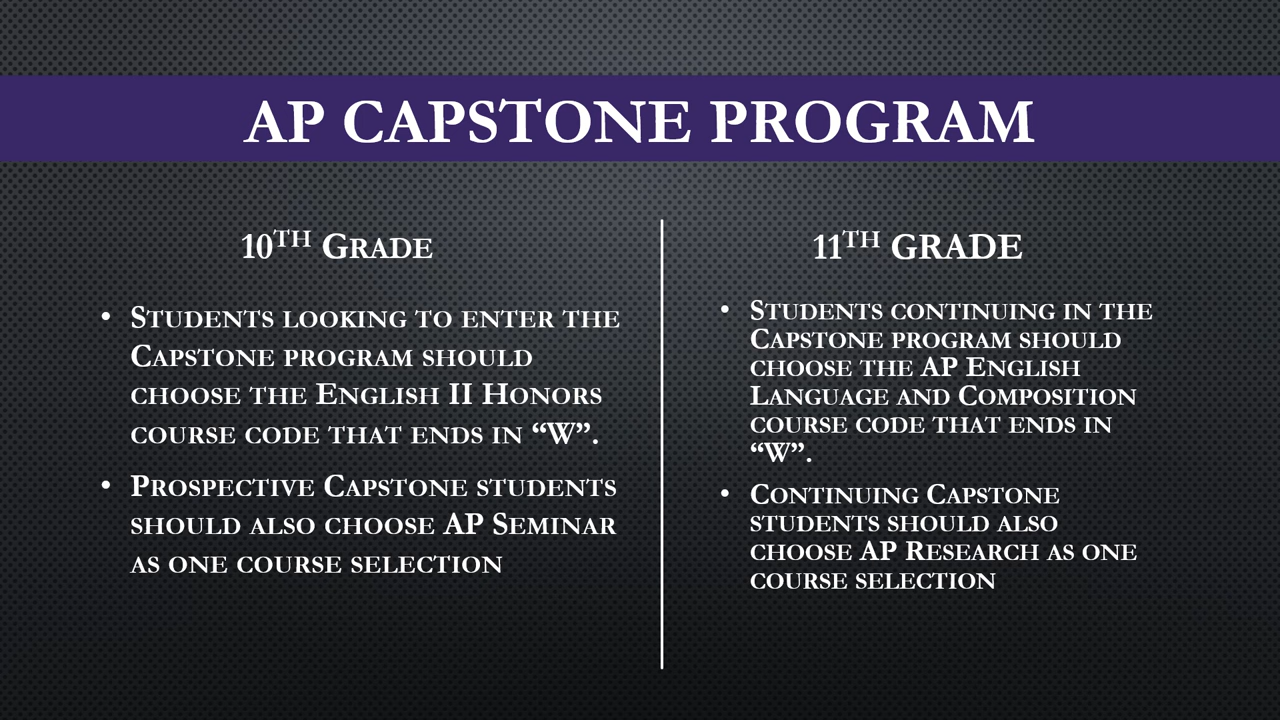 AP CAPSTONE PROGRAM
10TH GRADE
• STUDENTS LOOKING TO ENTER THE
CAPSTONE PROGRAM SHOULD
CHOOSE THE ENGLISH II HONORS
COURSE CODE THAT ENDS IN “W”.
• PROSPECTIVE CAPSTONE STUDENTS
SHOULD ALSO CHOOSE AP SEMINAR
AS ONE COURSE SELECTION
11TH GRADE
• STUDENTS CONTINUING IN THE
CAPSTONE PROGRAM SHOULD
CHOOSE THE AP ENGLISH
LANGUAGE AND COMPOSITION
COURSE CODE THAT ENDS IN
“W”.
• CONTINUING CAPSTONE
STUDENTS SHOULD ALSO
CHOOSE AP RESEARCH AS ONE
COURSE SELECTION